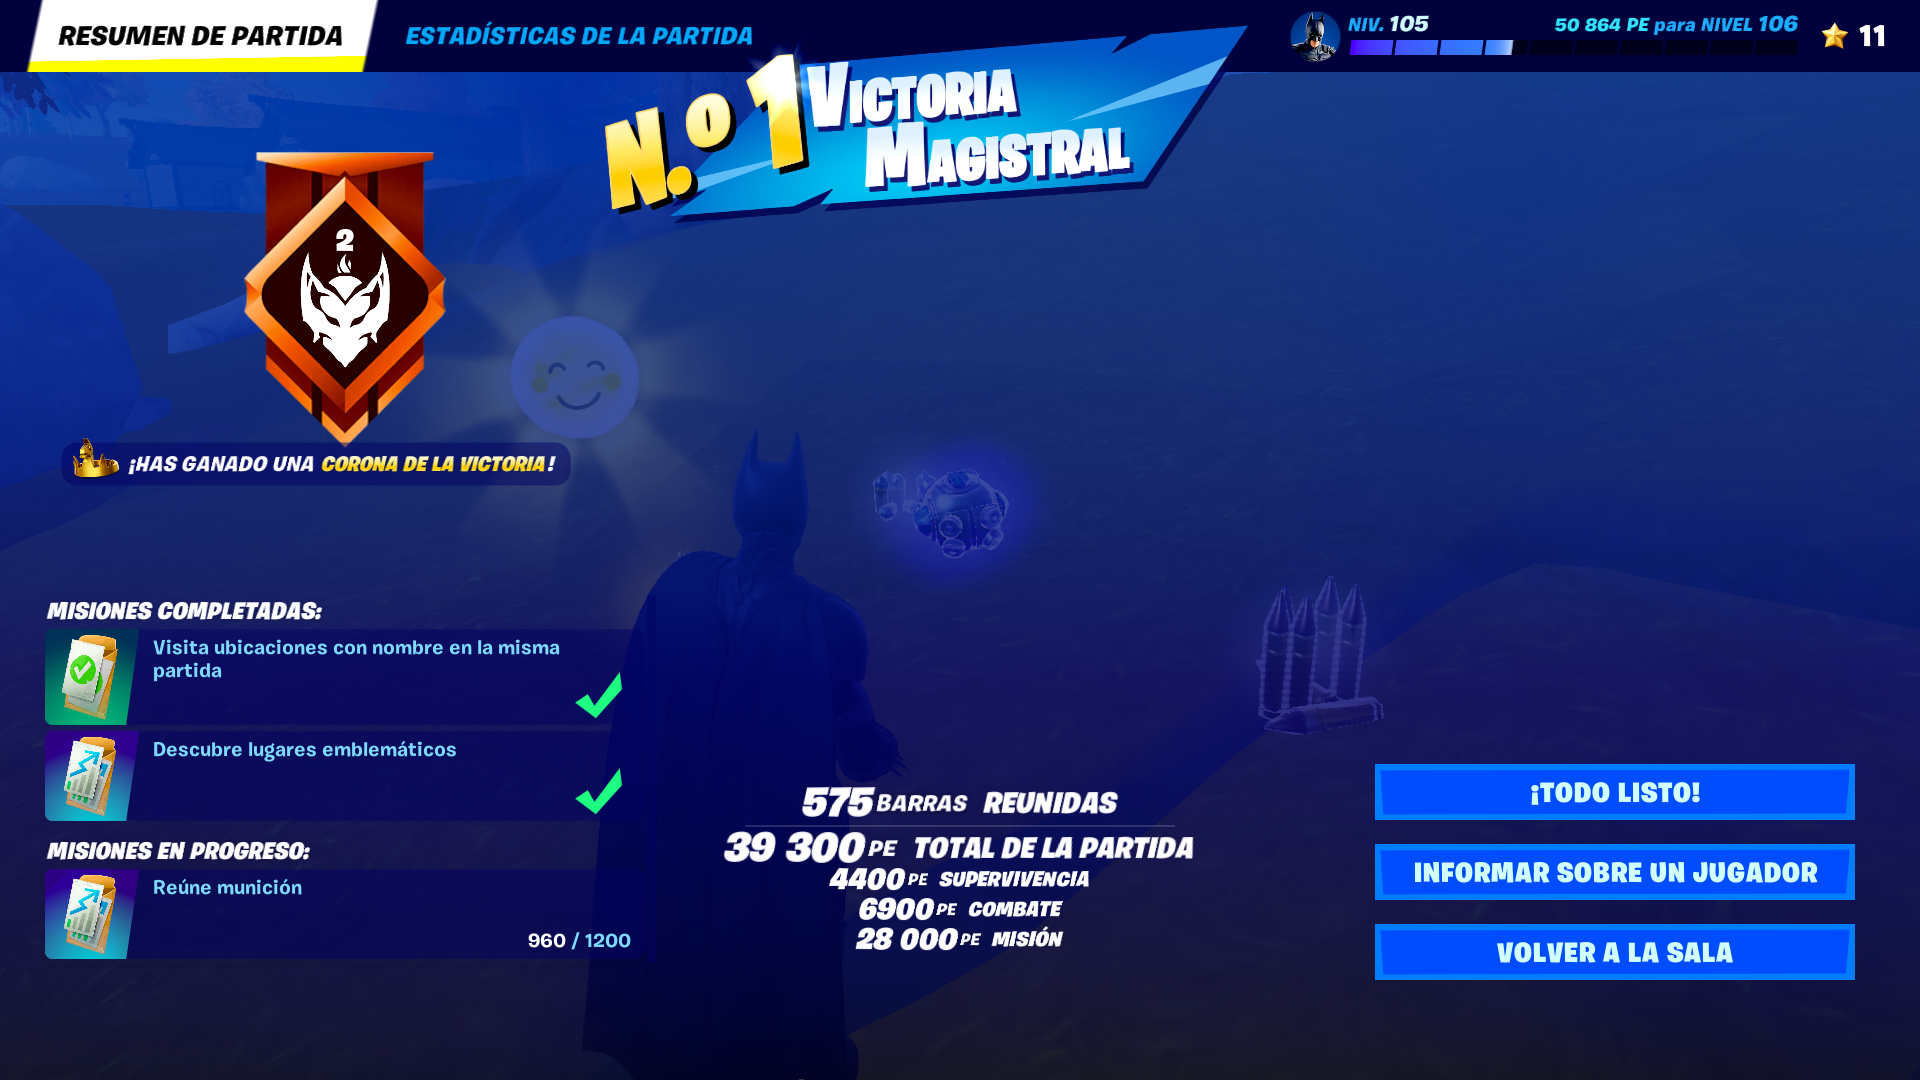 RESUMEN DE PARTIDA
ESTADÍSTICAS DE LA PARTIDA
NIV. 105
50 864 PE para NIVEL 106
11
N.º 1 VICTORIA
MAGISTRAL
2
¡HAS GANADO UNA CORONA DE LA VICTORIA!
MISIONES COMPLETADAS:
Visita ubicaciones con nombre en la misma
partida
Descubre lugares emblemáticos
MISIONES EN PROGRESO:
Reúne munición
960 / 1200
575 BARRAS REUNIDAS
39 300 PE TOTAL DE LA PARTIDA
4400 PE SUPERVIVENCIA
6900 PE COMBATE
28 000 PE MISIÓN
¡TODO LISTO!
INFORMAR SOBRE UN JUGADOR
VOLVER A LA SALA